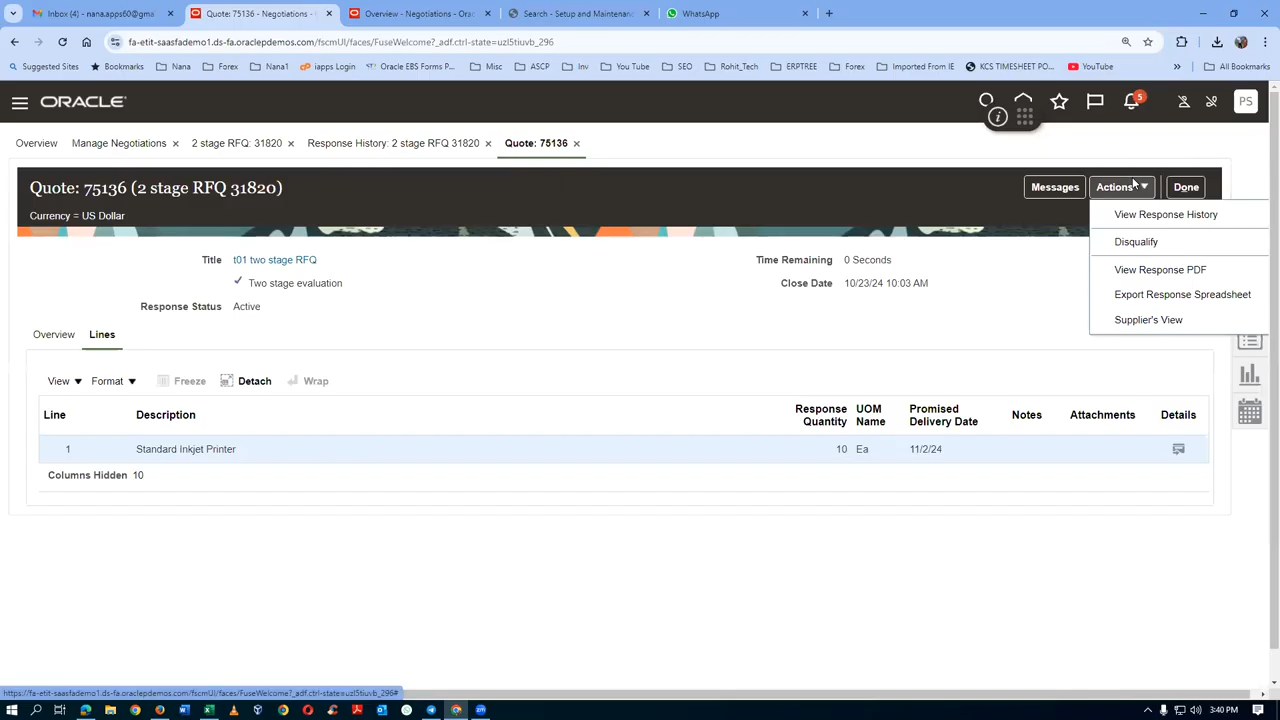 Inbox (4) - nana.apps60@gmail
Quote: 75136 - Negotiations -
Overview - Negotiations - Orac
Search - Setup and Maintenanc
WhatsApp
fa-etit-saasfademo1.ds-fa.oraclepdemos.com/fscmUI/faces/FuseWelcome?_adf.ctrl-state=uzl5tiuvb_296
Suggested Sites
Bookmarks
Nana
Forex
Nana1
iapps Login
Oracle EBS Forms P...
Misc
ASCP
Inv
You Tube
SEO
Rohit_Tech
ERPTREE
Forex
Imported From IE
KCS TIMESHEET PO...
YouTube
All Bookmarks
ORACLE
5
PS
Overview
Manage Negotiations
2 stage RFQ: 31820
Response History: 2 stage RFQ 31820
Quote: 75136
Quote: 75136 (2 stage RFQ 31820)
Messages
Actions
Done
Currency = US Dollar
View Response History
Disqualify
View Response PDF
Export Response Spreadsheet
Supplier's View
Title t01 two stage RFQ
Time Remaining 0 Seconds
Two stage evaluation
Close Date 10/23/24 10:03 AM
Response Status Active
Overview Lines
View Format Freeze Detach Wrap
Line Description Response Quantity UOM Name Promised Delivery Date Notes Attachments Details
1 Standard Inkjet Printer 10 Ea 11/2/24
Columns Hidden 10
https://fa-etit-saasfademo1.ds-fa.oraclepdemos.com/fscmUI/faces/FuseWelcome?_adf.ctrl-state=uzl5tiuvb_296#
3:40 PM